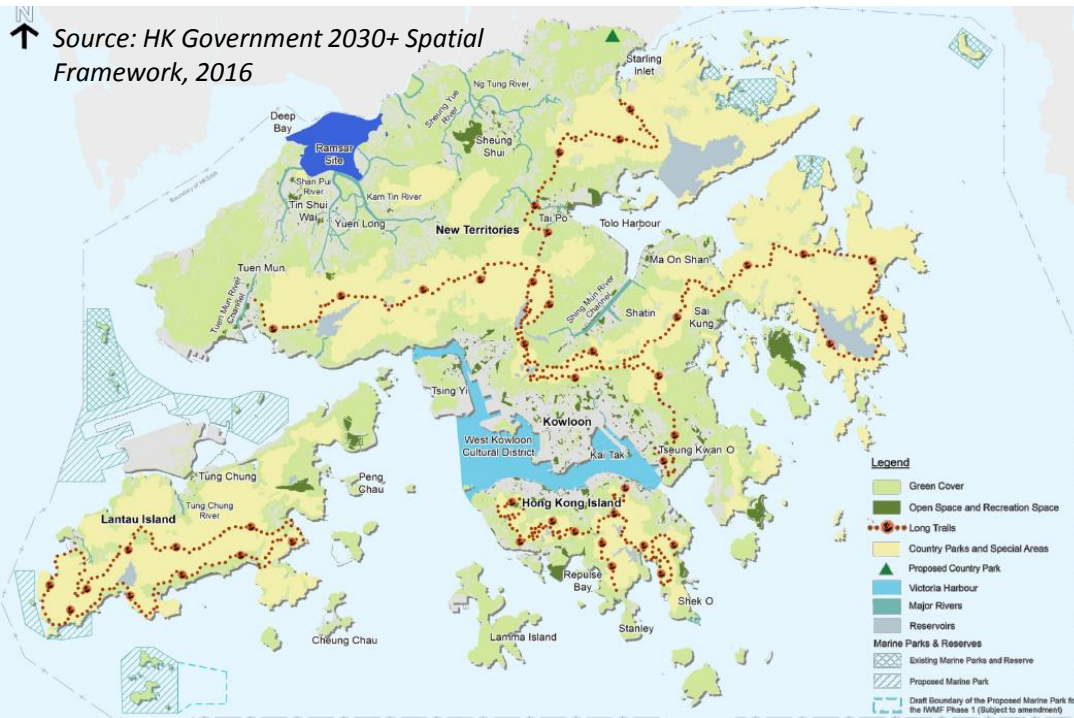 N
Source: HK Government 2030+ Spatial
Framework, 2016
Starling
Inlet
Ng Tung River
Sheung Yue
River
Deep
Bay
Sheung
Shui
Ramsar
Site
Boundary of HKSAR
Shan Pui
River
Kam Tin River
Tin Shui
Wai
Yuen Long
Tai Po
Tolo Harbour
New Territories
Ma On Shan
Tuen Mun
Tuen Mun River
Channel
Shing Mun River
Channel
Shatin
Sai
Kung
Tsing Yi
Kowloon
West Kowloon
Cultural District
Kai Tak
Tseung Kwan O
Tung Chung
Peng
Chau
Tung Chung
River
Lantau Island
Hong Kong Island
Repulse
Bay
Shek O
Stanley
Lamma Island
Cheung Chau
Legend
Green Cover
Open Space and Recreation Space
Long Trails
Country Parks and Special Areas
Proposed Country Park
Victoria Harbour
Major Rivers
Reservoirs
Marine Parks & Reserves
Existing Marine Parks and Reserve
Proposed Marine Park
Draft Boundary of the Proposed Marine Park fo
the IWMF Phase 1 (Subject to amendment)